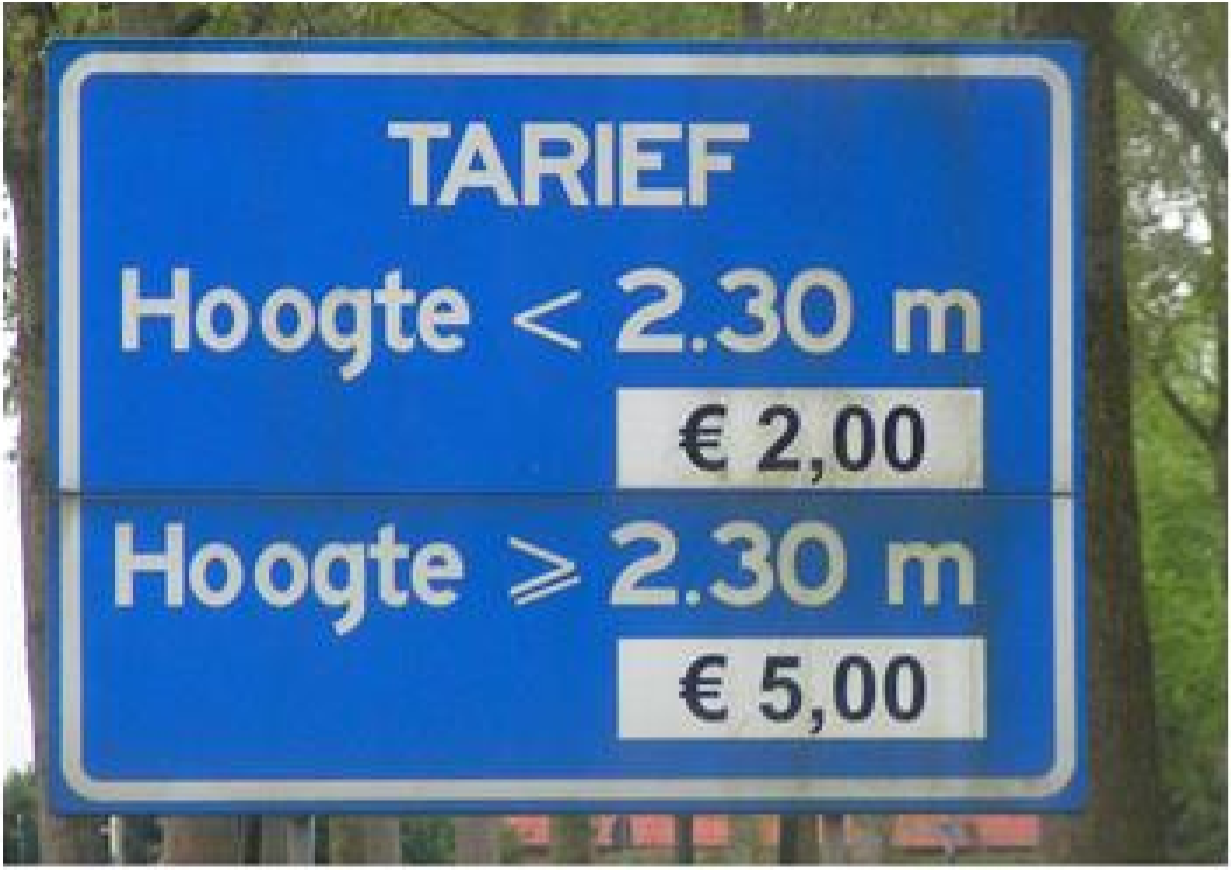 TARIEF
Hoogte < 2.30 m
€ 2,00
Hoogte ⩾ 2.30 m
€ 5,00